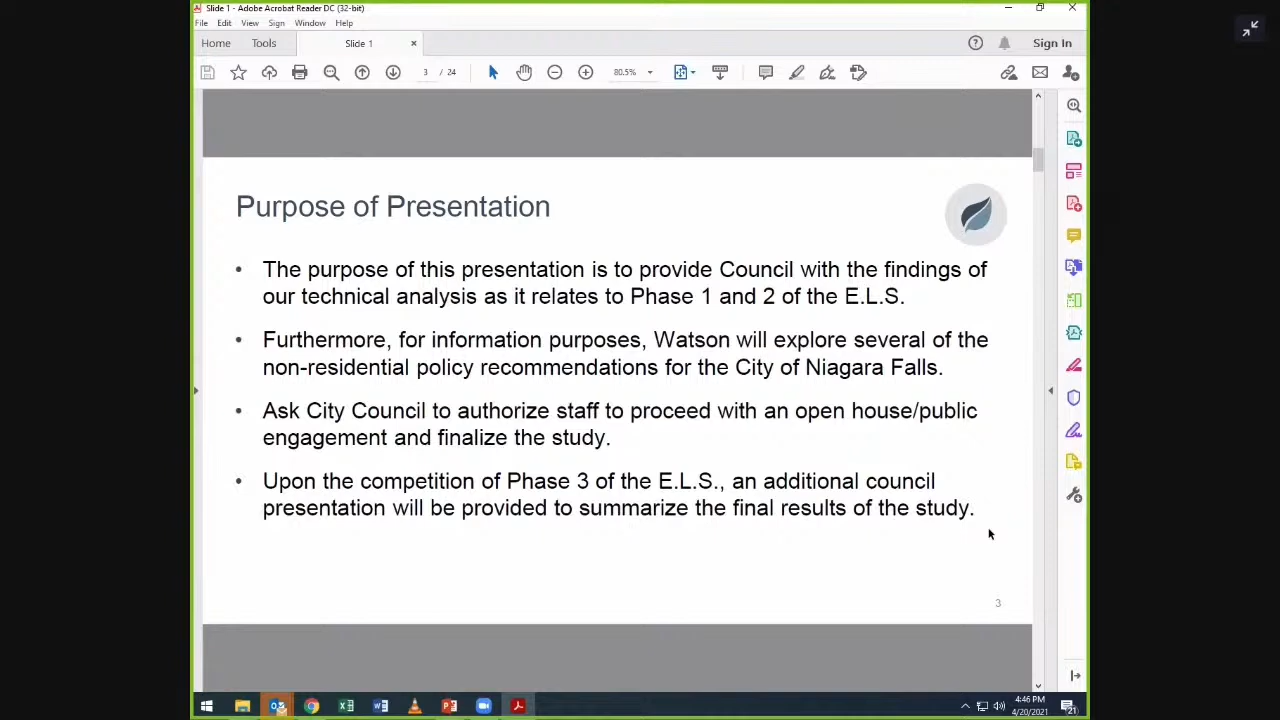 Slide 1 - Adobe Acrobat Reader DC (32-bit)
File Edit View Sign Window Help
Home Tools Slide 1 × Sign In
3 / 24 80.5%
Purpose of Presentation
• The purpose of this presentation is to provide Council with the findings of
our technical analysis as it relates to Phase 1 and 2 of the E.L.S.
• Furthermore, for information purposes, Watson will explore several of the
non-residential policy recommendations for the City of Niagara Falls.
• Ask City Council to authorize staff to proceed with an open house/public
engagement and finalize the study.
• Upon the competition of Phase 3 of the E.L.S., an additional council
presentation will be provided to summarize the final results of the study.
3
4:46 PM
4/20/2021
21